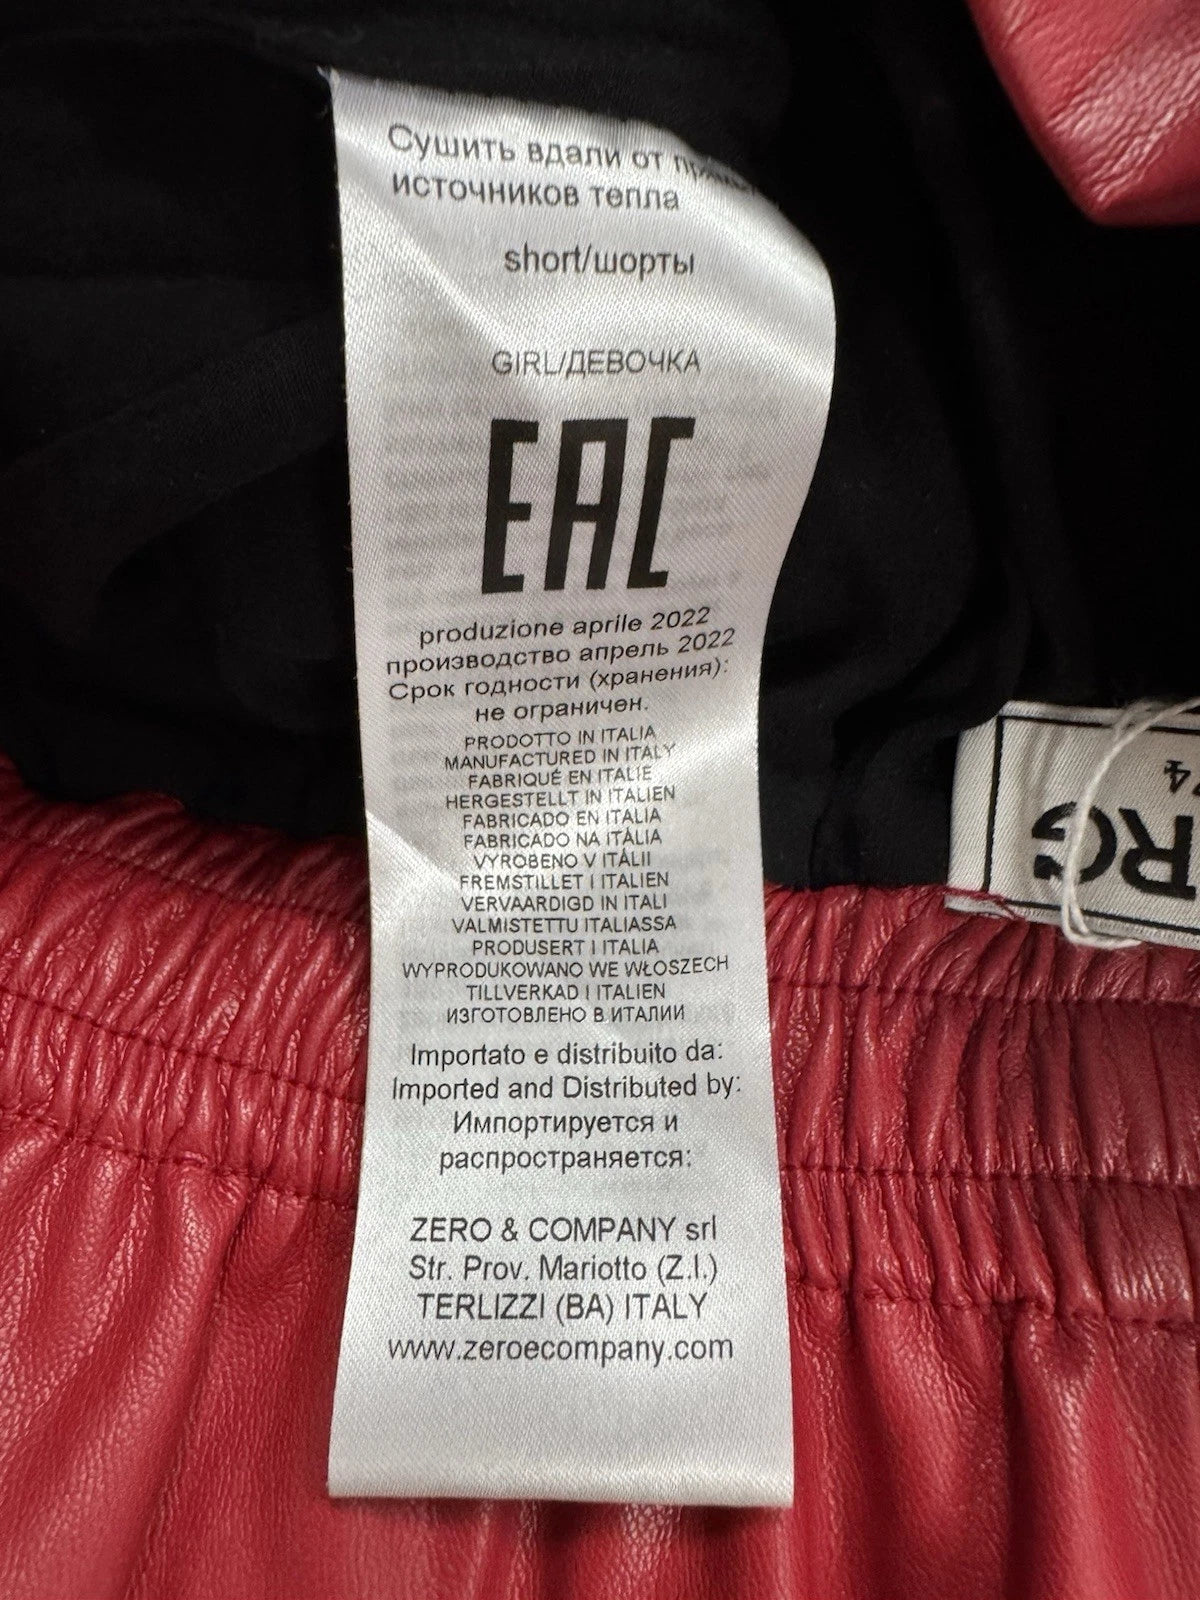 Сушить вдали от
источников тепла
short/шорты
GIRL/ДЕВОЧКА
EAC
produzione aprile 2022
производство апрель 2022
Срок годности (хранения):
не ограничен.
PRODOTTO IN ITALIA
MANUFACTURED IN ITALY
FABRIQUÉ EN ITALIE
HERGESTELLT IN ITALIEN
FABRICADO EN ITALIA
FABRICADO NA ITÀLIA
VYROBENO V ITÁLII
FREMSTILLET I ITALIEN
VERVAARDIGD IN ITALI
VALMISTETTU ITALIASSA
PRODUSERT I ITALIA
WYPRODUKOWANO WE WŁOSZECH
TILLVERKAD I ITALIEN
ИЗГОТОВЛЕНО В ИТАЛИИ
Importato e distribuito da:
Imported and Distributed by:
Импортируется и
распространяется:
ZERO & COMPANY srl
Str. Prov. Mariotto (Z.I.)
TERLIZZI (BA) ITALY
www.zeroecompany.com
RG